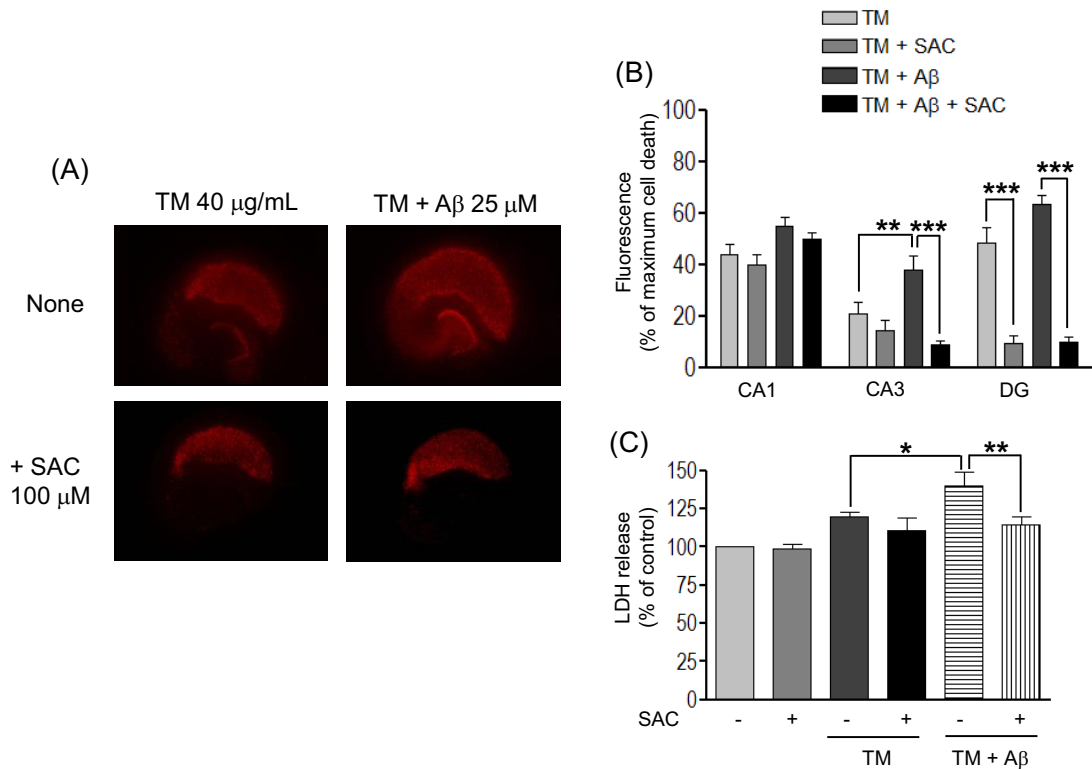 (A)
TM 40 μg/mL
TM + Aβ 25 μM
None
+ SAC
100 μM
TM
TM + SAC
TM + Aβ
TM + Aβ + SAC
(B)
Fluorescence
(% of maximum cell death)
100
80
60
40
20
0
** *** *** ***
CA1 CA3 DG
(C)
LDH release
(% of control)
150
125
100
75
50
25
0
* **
SAC - + - + - +
TM TM + Aβ